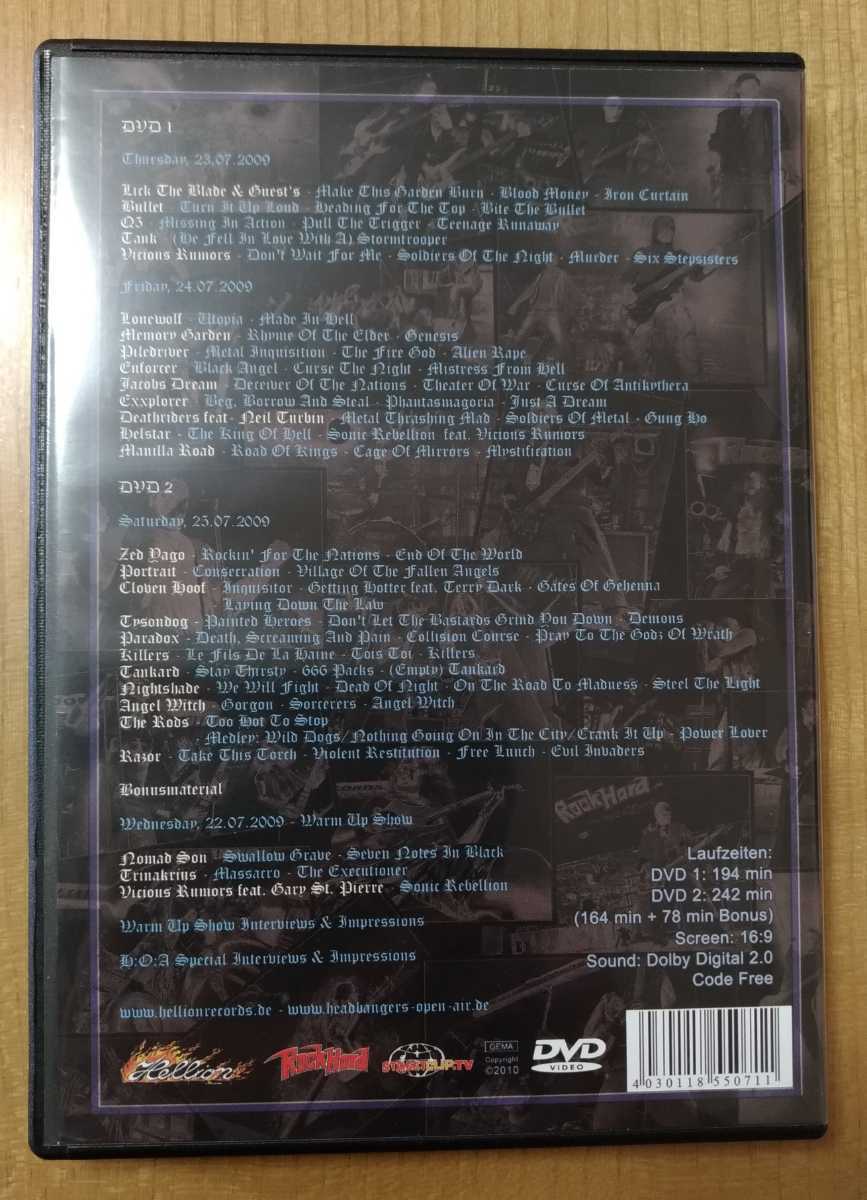 DVD 1
Thursday, 23.07.2009
Lick The Blade & Guest's - Make This Garden Burn - Blood Money - Iron Curtain
Bullet - Turn It Up Loud - Heading For The Top - Bite The Bullet
Q5 - Missing In Action - Pull The Trigger - Teenage Runaway
Tank - (He Fell In Love With A) Stormtrooper
Vicious Rumors - Don't Wait For Me - Soldiers Of The Night - Murder - Six Stepsisters
Friday, 24.07.2009
Lonewolf - Utopia - Made In Hell
Memory Garden - Rhyme Of The Elder - Genesis
Piledriver - Metal Inquisition - The Fire God - Alien Rape
Enforcer - Black Angel - Curse The Night - Mistress From Hell
Jacobs Dream - Deceiver Of The Nations - Theater Of War - Curse Of Antikythera
Exxplorer - Beg, Borrow And Steal - Phantasmagoria - Just A Dream
Deathriders feat- Neil Turbin - Metal Thrashing Mad - Soldiers Of Metal - Gung Ho
Helstar - The King Of Hell - Sonic Rebellion feat. Vicious Rumors
Manilla Road - Road Of Kings - Cage Of Mirrors - Mystification
DVD 2
Saturday, 25.07.2009
Zed Yago - Rockin' For The Nations - End Of The World
Portrait - Consecration - Village Of The Fallen Angels
Cloven Hoof - Inquisitor - Getting Hotter feat. Terry Dark - Gates Of Gehenna
- Laying Down The Law
Tysondog - Painted Heroes - Don't Let The Bastards Grind You Down - Demons
Paradox - Death, Screaming And Pain - Collision Course - Pray To The Godz Of Wrath
Killers - Le Fils De La Haine - Tois Toi - Killers
Tankard - Stay Thirsty - 666 Packs - (Empty) Tankard
Nightshade - We Will Fight - Dead Of Night - On The Road To Madness - Steel The Light
Angel Witch - Gorgon - Sorcerers - Angel Witch
The Rods - Too Hot To Stop
- Medley: Wild Dogs/Nothing Going On In The City/Crank It Up - Power Lover
Razor - Take This Torch - Violent Restitution - Free Lunch - Evil Invaders
Bonusmaterial
Wednesday, 22.07.2009 - Warm Up Show
Nomad Son - Swallow Grave - Seven Notes In Black
Trinakrius - Massacro - The Executioner
Vicious Rumors feat. Gary St. Pierre - Sonic Rebellion
Warm Up Show Interviews & Impressions
H:O:A Special Interviews & Impressions
www.hellionrecords.de - www.headbangers-open-air.de
RockHard
Laufzeiten:
DVD 1: 194 min
DVD 2: 242 min
(164 min + 78 min Bonus)
Screen: 16:9
Sound: Dolby Digital 2.0
Code Free
Hellion
RockHard
STREETCLIP.TV
GEMA
Copyright
©2010
DVD
VIDEO
4 030118 550711